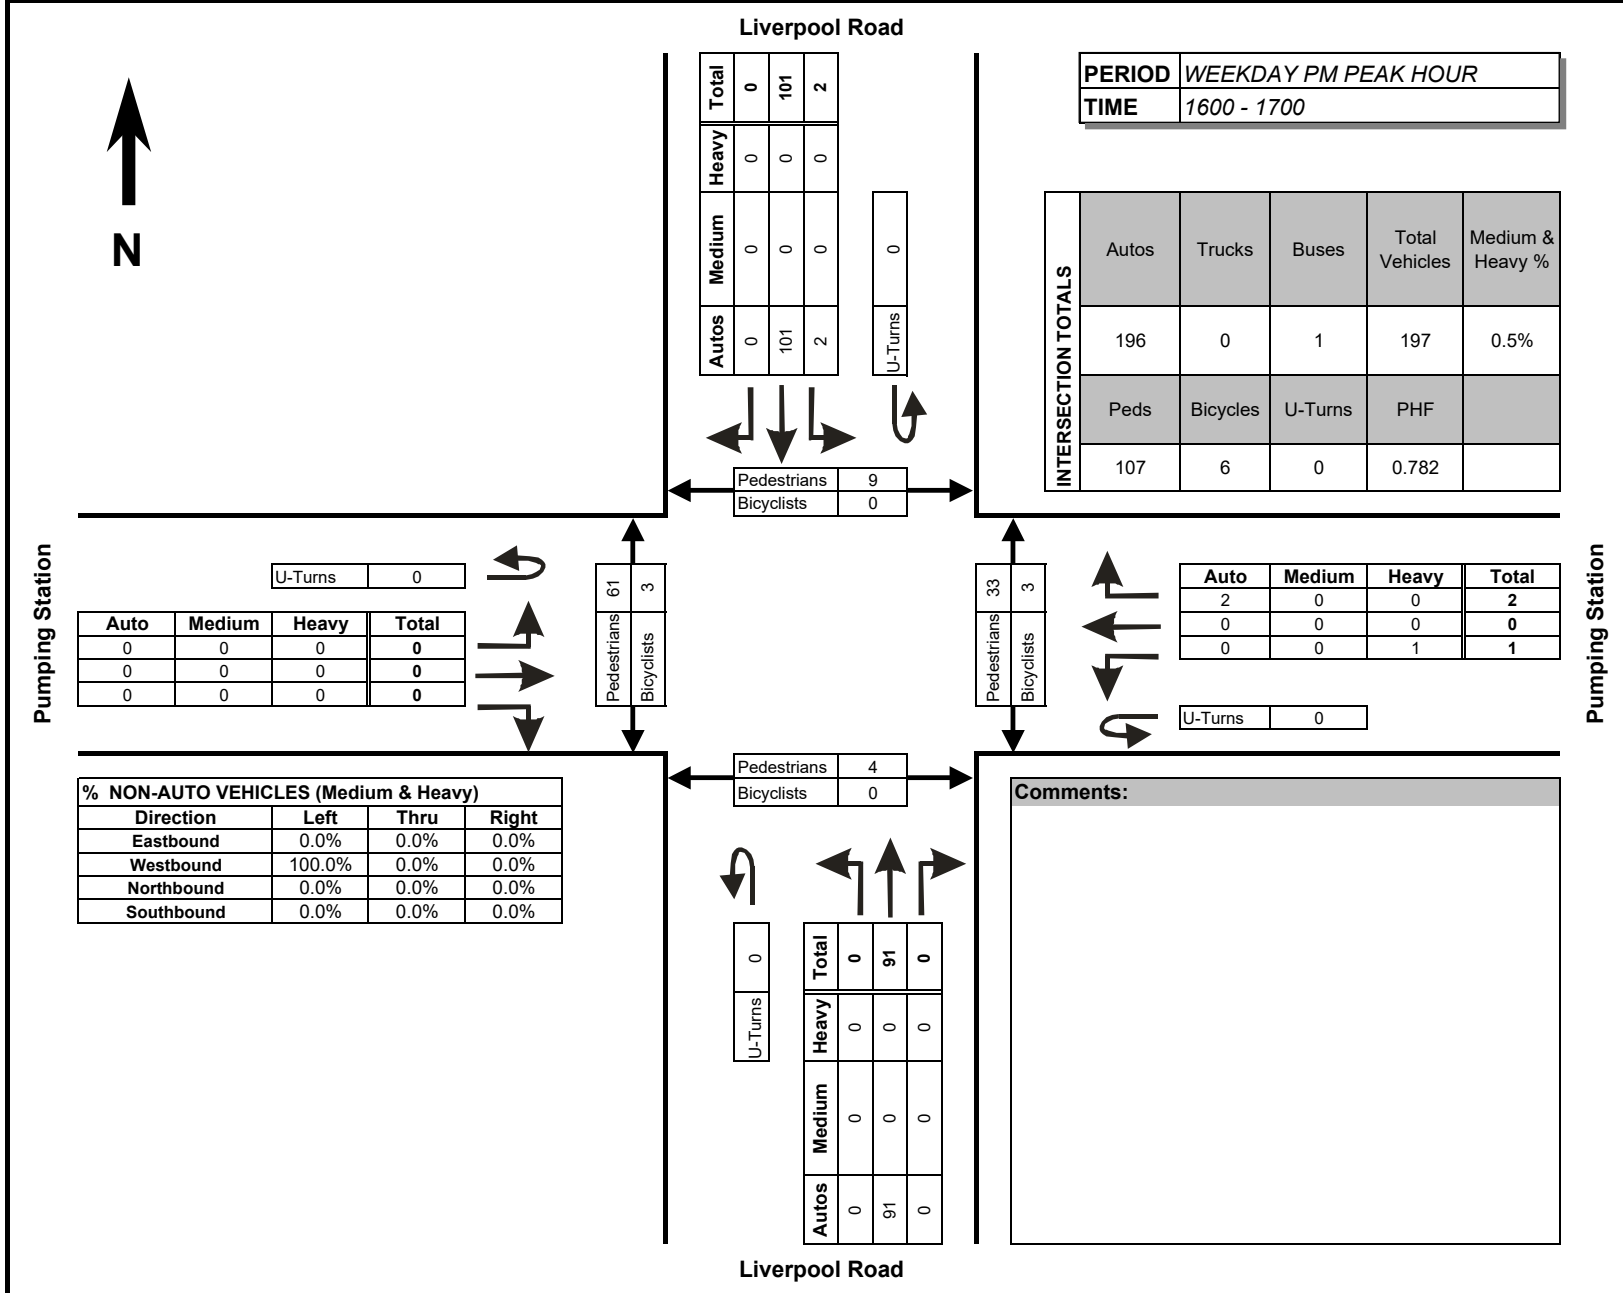 Liverpool Road
PERIOD WEEKDAY PM PEAK HOUR
TIME 1600 - 1700
N
Total 0 101 2
Heavy 0 0 0
Medium 0 0 0
Autos 0 101 2
0
U-Turns
INTERSECTION TOTALS
Autos Trucks Buses Total Vehicles Medium & Heavy %
196 0 1 197 0.5%
Peds Bicycles U-Turns PHF
107 6 0 0.782
Pedestrians 9
Bicyclists 0
Pumping Station
U-Turns 0
Auto Medium Heavy Total
0 0 0 0
0 0 0 0
0 0 0 0
Pedestrians 61
Bicyclists 3
Pedestrians 33
Bicyclists 3
Auto Medium Heavy Total
2 0 0 2
0 0 0 0
0 0 1 1
U-Turns 0
Pumping Station
Pedestrians 4
Bicyclists 0
% NON-AUTO VEHICLES (Medium & Heavy)
Direction Left Thru Right
Eastbound 0.0% 0.0% 0.0%
Westbound 100.0% 0.0% 0.0%
Northbound 0.0% 0.0% 0.0%
Southbound 0.0% 0.0% 0.0%
Comments:
0
U-Turns
Total 0 91 0
Heavy 0 0 0
Medium 0 0 0
Autos 0 91 0
Liverpool Road